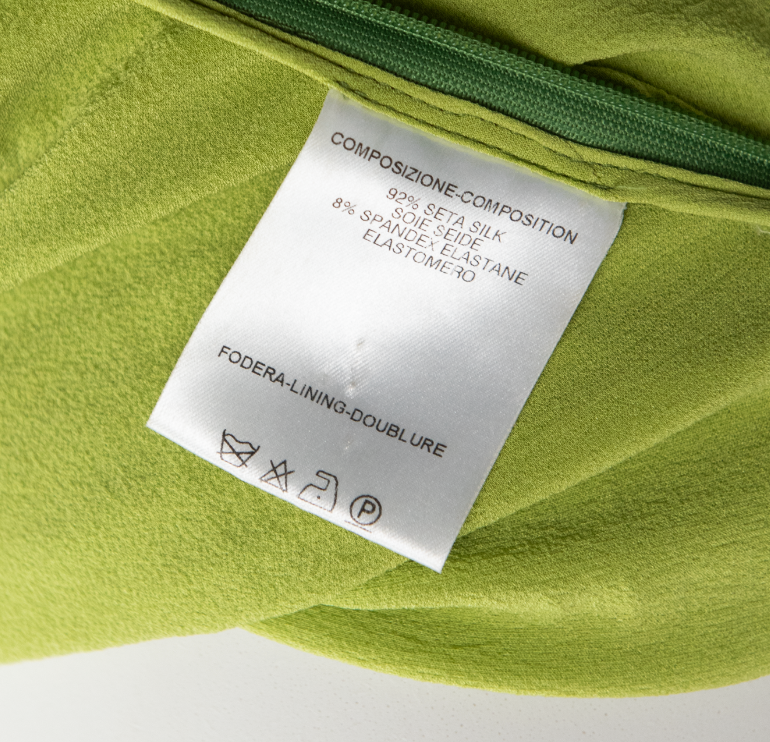 COMPOSIZIONE-COMPOSITION
92% SETA SILK
SOIE SEIDE
8% SPANDEX ELASTANE
ELASTOMERO
FODERA-LINING-DOUBLURE
P